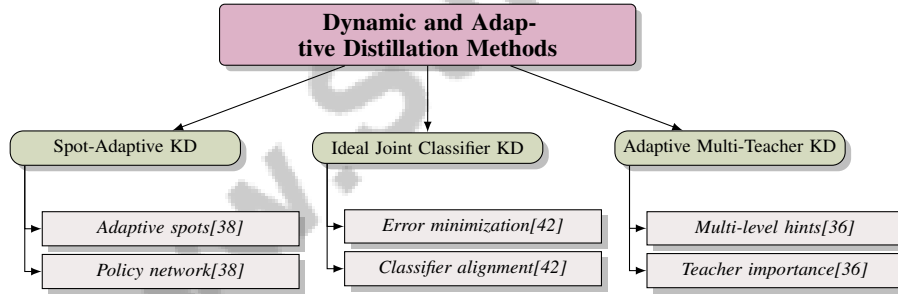 Dynamic and Adap-
tive Distillation Methods
Spot-Adaptive KD
Ideal Joint Classifier KD
Adaptive Multi-Teacher KD
Adaptive spots[38]
Error minimization[42]
Multi-level hints[36]
Policy network[38]
Classifier alignment[42]
Teacher importance[36]